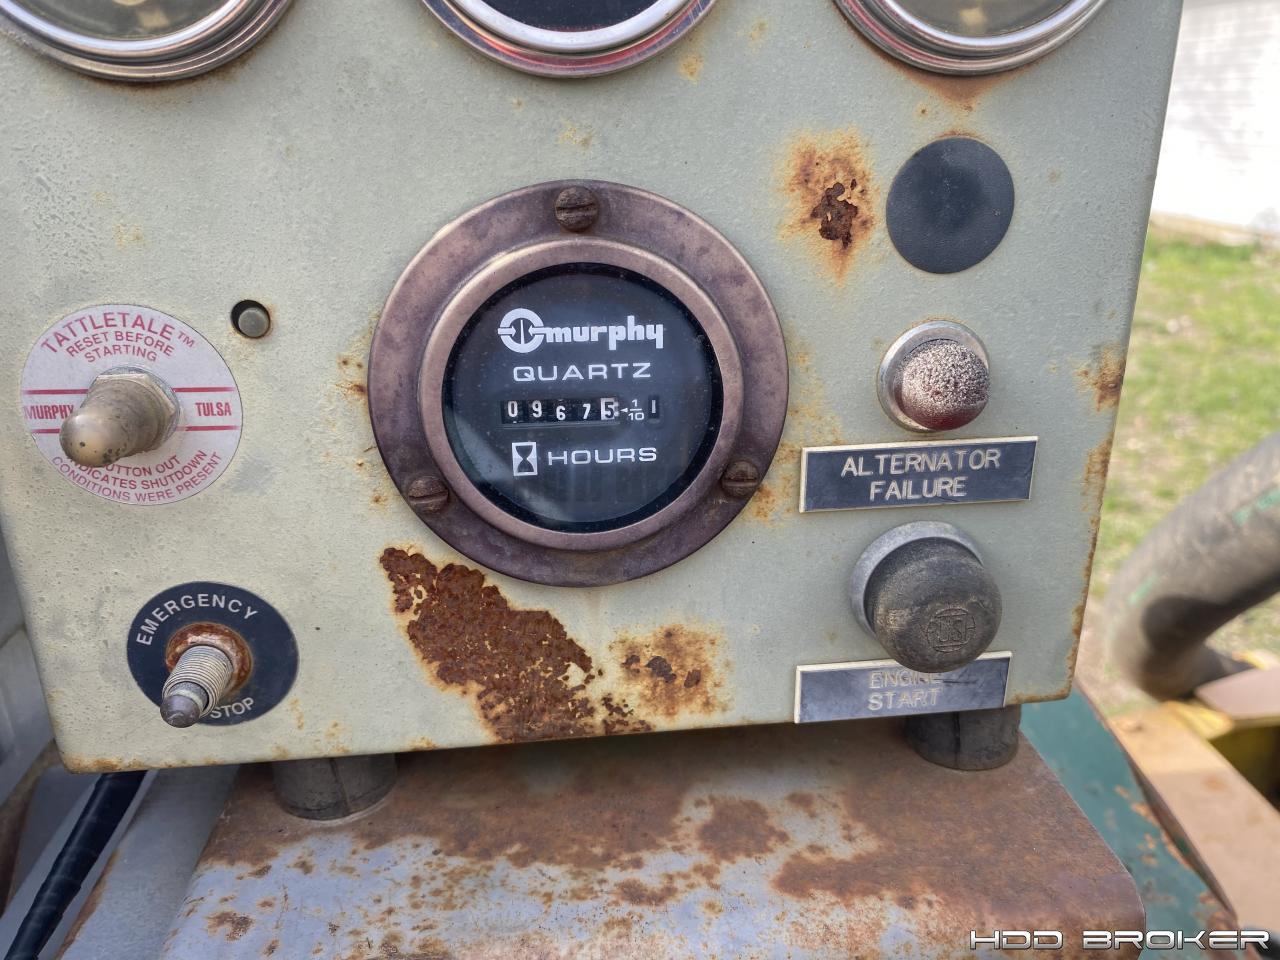 TATTLETALE™
RESET BEFORE
STARTING
MURPHY TULSA
BUTTON OUT
INDICATES SHUTDOWN
CONDITIONS WERE PRESENT
murphy
QUARTZ
09675 1/10
HOURS
ALTERNATOR
FAILURE
EMERGENCY
STOP
ENGINE
START
HDD BROKER